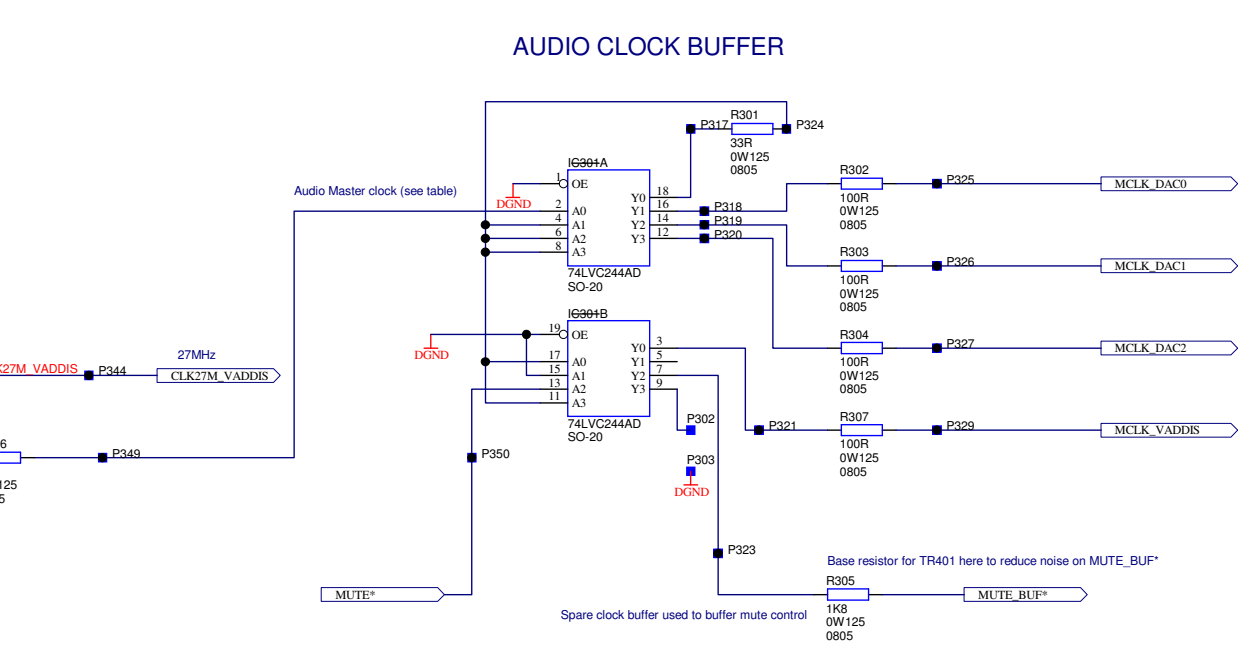 AUDIO CLOCK BUFFER
R301
P317
P324
33R
0W125
0805
IC301A
1
OE
DGND
Audio Master clock (see table)
2
A0
4
A1
6
A2
8
A3
Y0
18
Y1
16
Y2
14
Y3
12
P318
P319
P320
74LVC244AD
SO-20
R302
100R
0W125
0805
P325
MCLK_DAC0
R303
100R
0W125
0805
P326
MCLK_DAC1
IC301B
19
OE
DGND
17
A0
15
A1
13
A2
11
A3
Y0
3
Y1
5
Y2
7
Y3
9
74LVC244AD
SO-20
R304
100R
0W125
0805
P327
MCLK_DAC2
27MHz
27M_VADDIS
P344
CLK27M_VADDIS
P302
P321
R307
100R
0W125
0805
P329
MCLK_VADDIS
6
125
5
P349
P350
P303
DGND
P323
Base resistor for TR401 here to reduce noise on MUTE_BUF*
MUTE*
R305
1K8
0W125
0805
MUTE_BUF*
Spare clock buffer used to buffer mute control